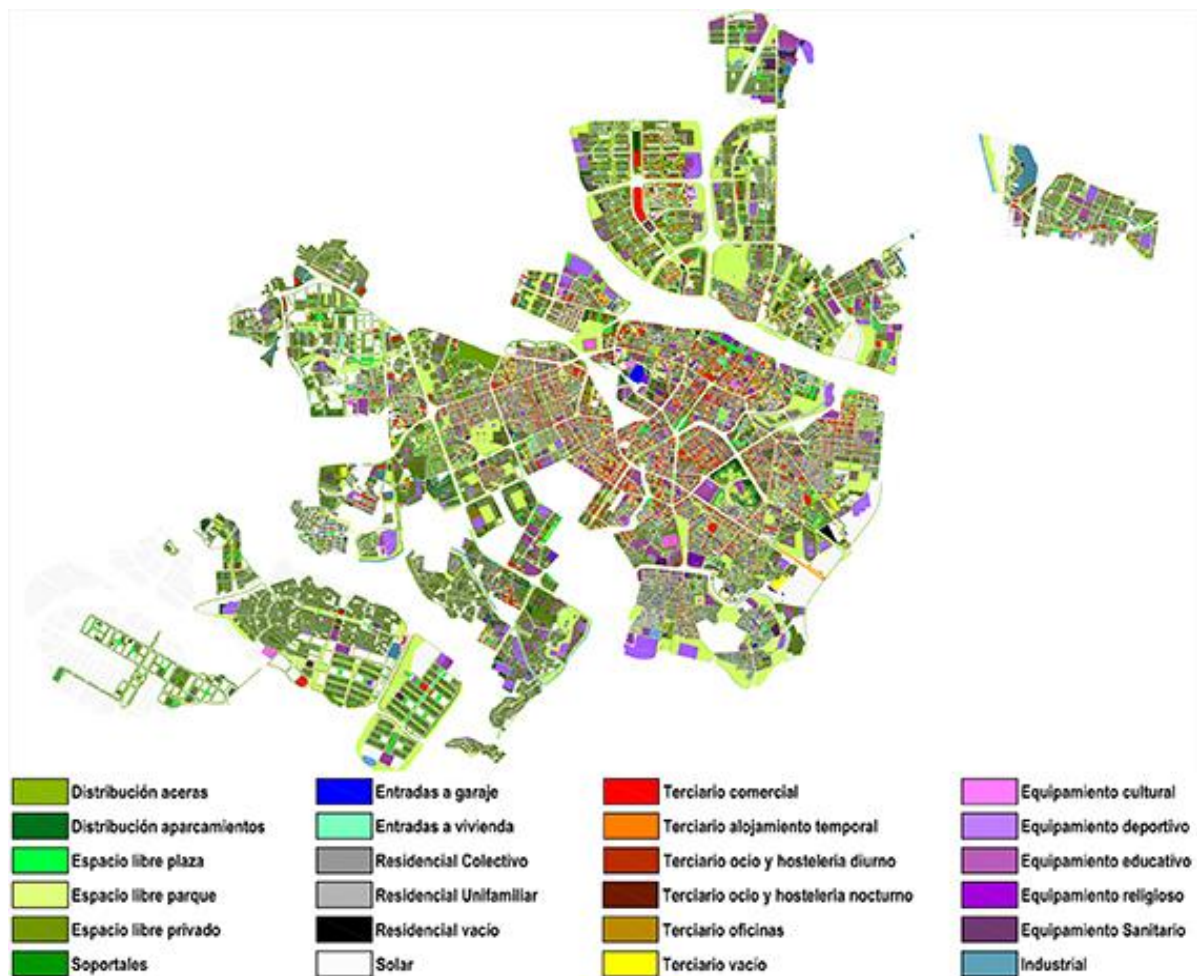 Distribución aceras
Distribución aparcamientos
Espacio libre plaza
Espacio libre parque
Espacio libre privado
Soportales
Entradas a garaje
Entradas a vivienda
Residencial Colectivo
Residencial Unifamiliar
Residencial vacío
Solar
Terciario comercial
Terciario alojamiento temporal
Terciario ocio y hostelería diurno
Terciario ocio y hostelería nocturno
Terciario oficinas
Terciario vacío
Equipamiento cultural
Equipamiento deportivo
Equipamiento educativo
Equipamiento religioso
Equipamiento Sanitario
Industrial